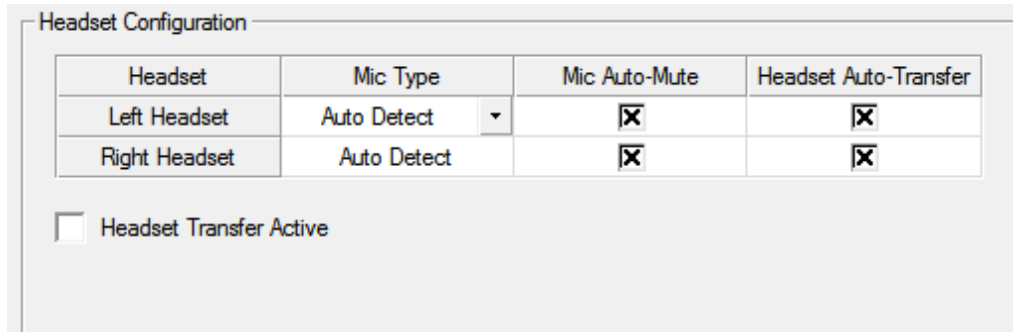 Headset Configuration
Headset Mic Type Mic Auto-Mute Headset Auto-Transfer
Left Headset Auto Detect
Right Headset Auto Detect
Headset Transfer Active